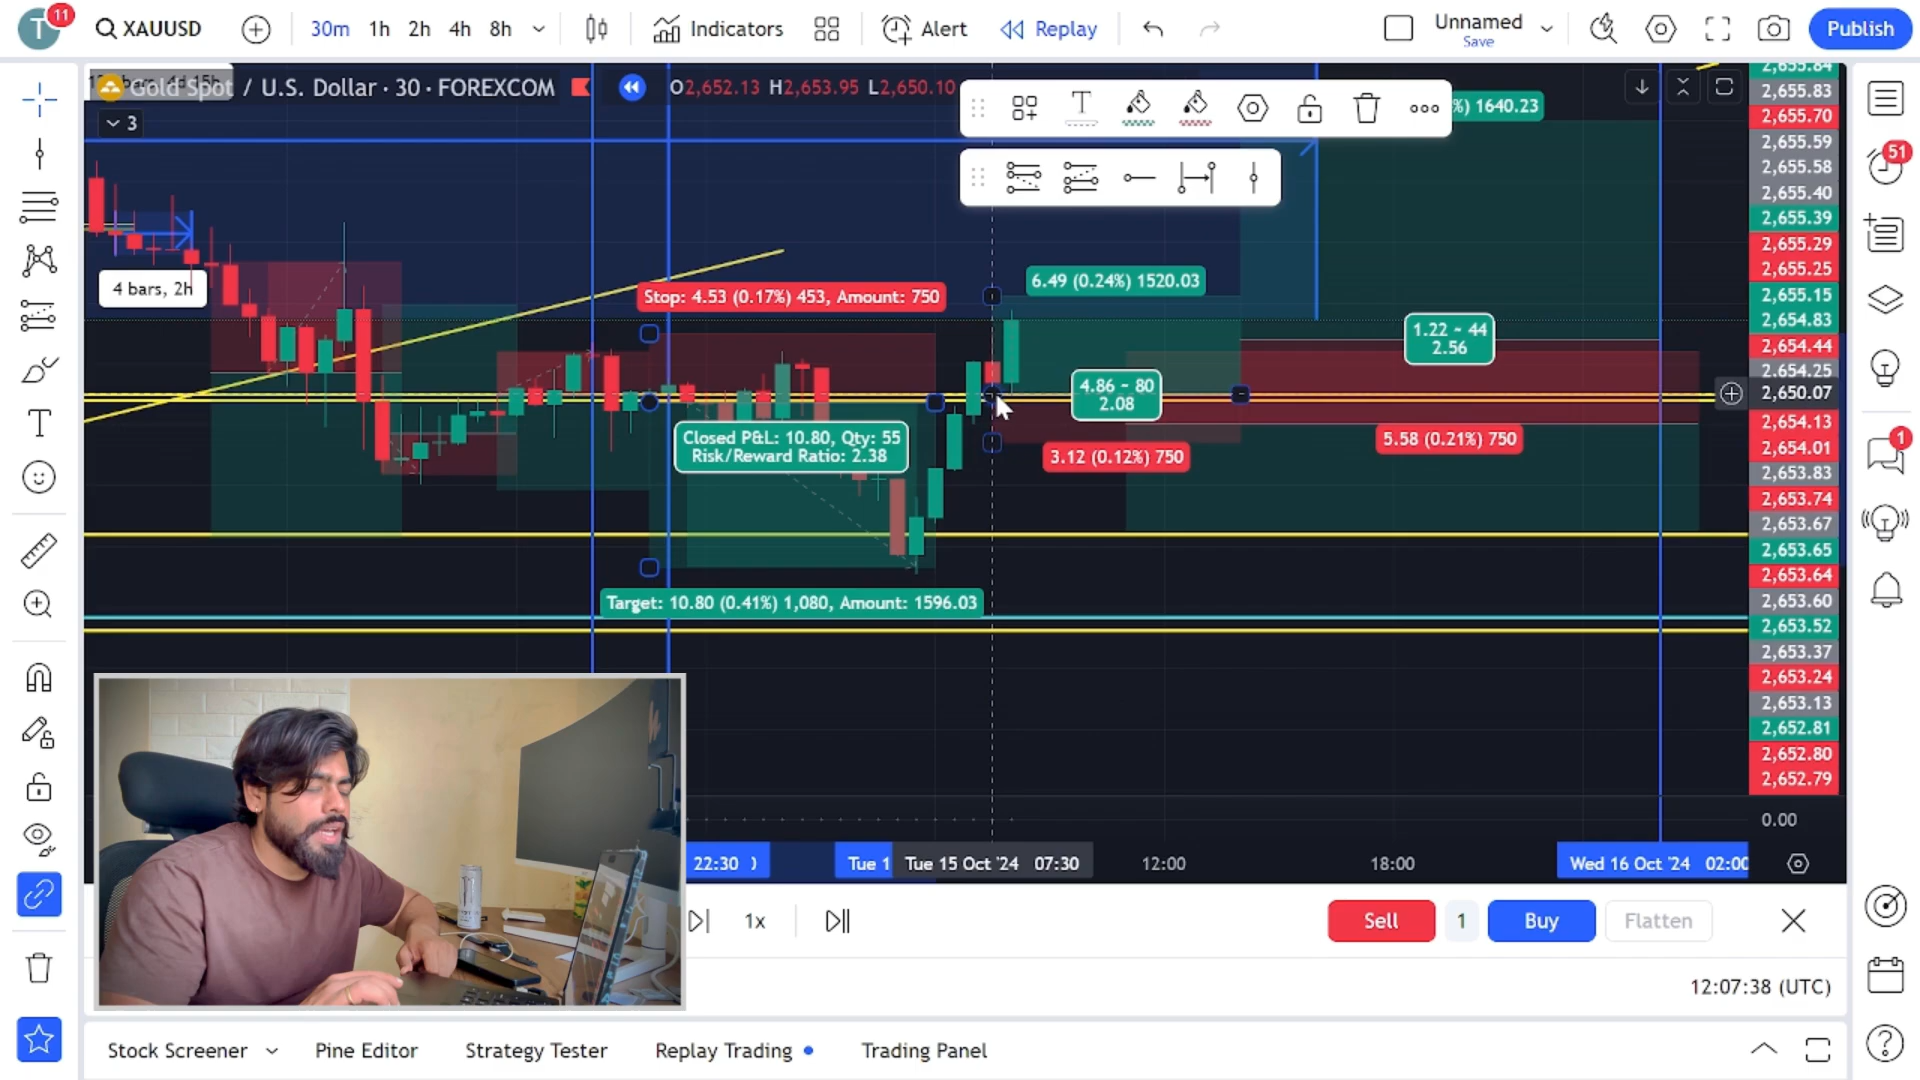 T
11
XAUUSD
30m
1h
2h
4h
8h
Indicators
Alert
Replay
Unnamed
Save
Publish
Gold Spot / U.S. Dollar · 30 · FOREXCOM
O2,652.13 H2,653.95 L2,650.10
3
T
%) 1640.23
4 bars, 2h
Stop: 4.53 (0.17%) 453, Amount: 750
6.49 (0.24%) 1520.03
1.22 ~ 44
2.56
4.86 ~ 80
2.08
Closed P&L: 10.80, Qty: 55
Risk/Reward Ratio: 2.38
3.12 (0.12%) 750
5.58 (0.21%) 750
Target: 10.80 (0.41%) 1,080, Amount: 1596.03
2,655.84
2,655.83
2,655.70
2,655.59
2,655.58
2,655.40
2,655.39
2,655.29
2,655.25
2,655.15
2,654.83
2,654.44
2,654.25
2,650.07
2,654.13
2,654.01
2,653.83
2,653.74
2,653.67
2,653.65
2,653.64
2,653.60
2,653.52
2,653.37
2,653.24
2,653.13
2,652.81
2,652.80
2,652.79
0.00
51
1
22:30
Tue 1
Tue 15 Oct '24 07:30
12:00
18:00
Wed 16 Oct '24 02:00
1x
Sell
1
Buy
Flatten
12:07:38 (UTC)
Stock Screener
Pine Editor
Strategy Tester
Replay Trading
Trading Panel